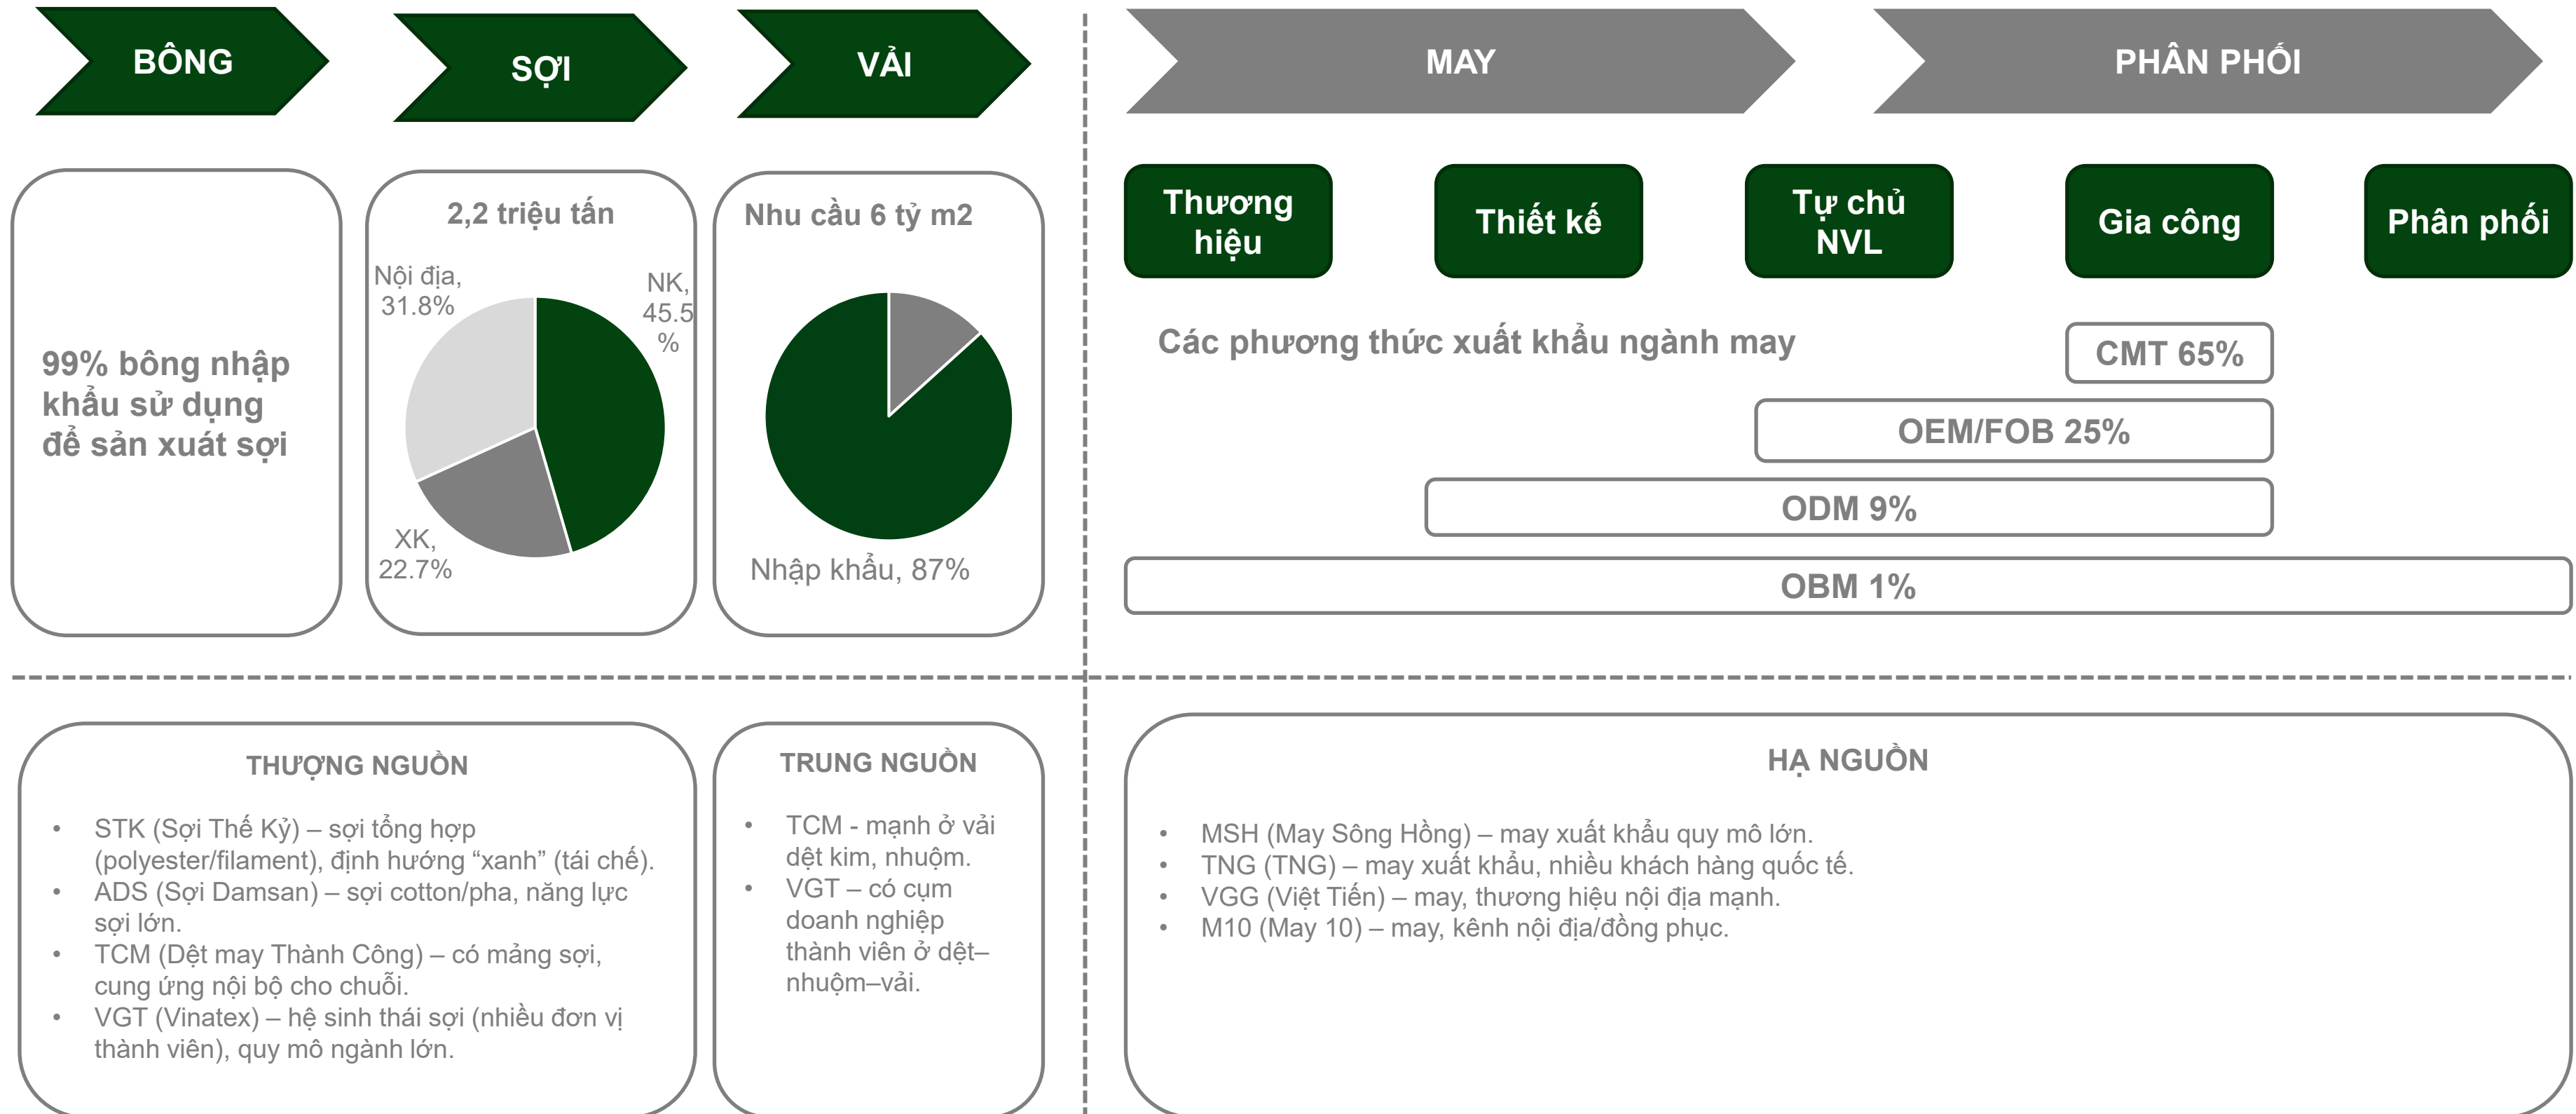 BÔNG
SỢI
VẢI
MAY
PHÂN PHỐI
99% bông nhập
khẩu sử dụng
để sản xuát sợi
2,2 triệu tấn
Nội địa,
31.8%
NK,
45.5
%
XK,
22.7%
Nhu cầu 6 tỷ m2
Nhập khẩu, 87%
Thương
hiệu
Thiết kế
Tự chủ
NVL
Gia công
Phân phối
Các phương thức xuất khẩu ngành may
CMT 65%
OEM/FOB 25%
ODM 9%
OBM 1%
THƯỢNG NGUỒN
• STK (Sợi Thế Kỷ) – sợi tổng hợp
(polyester/filament), định hướng “xanh” (tái chế).
• ADS (Sợi Damsan) – sợi cotton/pha, năng lực
sợi lớn.
• TCM (Dệt may Thành Công) – có mảng sợi,
cung ứng nội bộ cho chuỗi.
• VGT (Vinatex) – hệ sinh thái sợi (nhiều đơn vị
thành viên), quy mô ngành lớn.
TRUNG NGUỒN
• TCM - mạnh ở vải
dệt kim, nhuộm.
• VGT – có cụm
doanh nghiệp
thành viên ở dệt–
nhuộm–vải.
HẠ NGUỒN
• MSH (May Sông Hồng) – may xuất khẩu quy mô lớn.
• TNG (TNG) – may xuất khẩu, nhiều khách hàng quốc tế.
• VGG (Việt Tiến) – may, thương hiệu nội địa mạnh.
• M10 (May 10) – may, kênh nội địa/đồng phục.